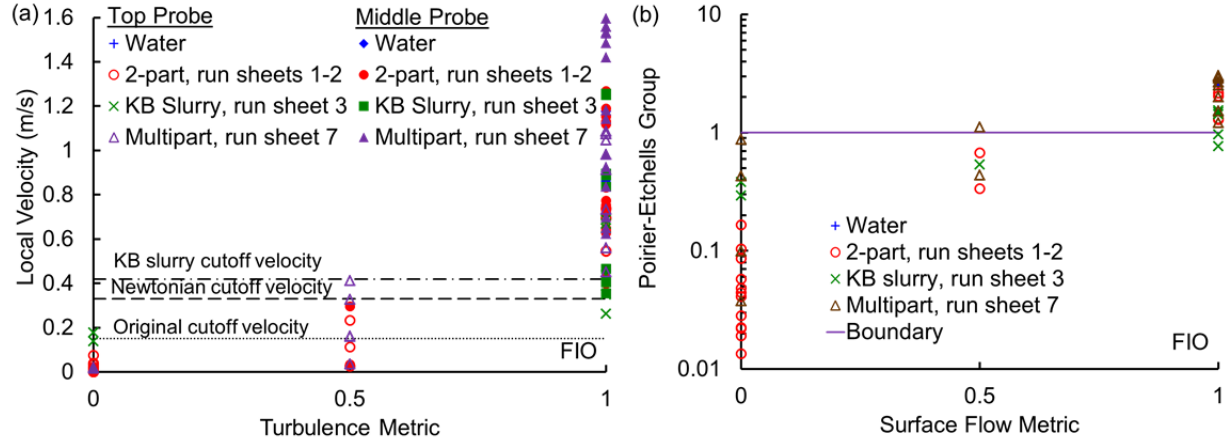 (a)
Local Velocity (m/s)
1.6
1.4
1.2
1
0.8
0.6
0.4
0.2
0
Top Probe Middle Probe
Water Water
2-part, run sheets 1-2 2-part, run sheets 1-2
KB Slurry, run sheet 3 KB Slurry, run sheet 3
Multipart, run sheet 7 Multipart, run sheet 7
KB slurry cutoff velocity
Newtonian cutoff velocity
Original cutoff velocity
FIO
0 0.5 1
Turbulence Metric
(b)
Poirier-Etchells Group
10
1
0.1
0.01
Water
2-part, run sheets 1-2
KB slurry, run sheet 3
Multipart, run sheet 7
Boundary
FIO
0 0.5 1
Surface Flow Metric